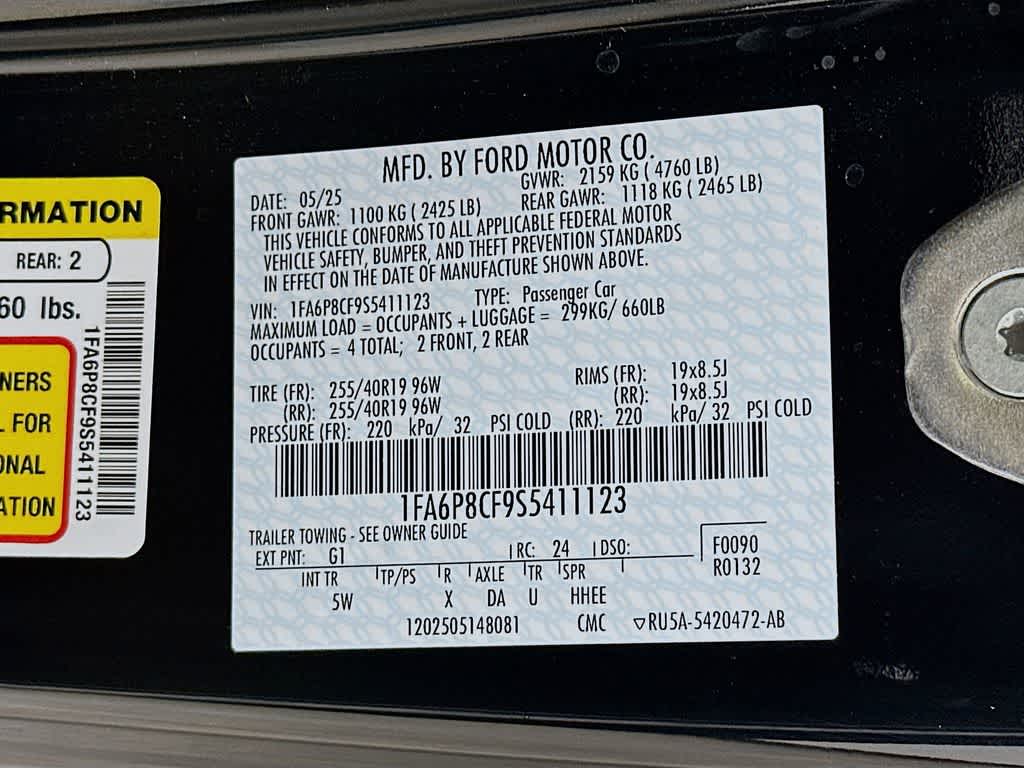 RMATION
REAR: 2
60 lbs.
NERS
L FOR
ONAL
ATION
1FA6P8CF9S5411123
MFD. BY FORD MOTOR CO.
DATE: 05/25 GVWR: 2159 KG ( 4760 LB)
FRONT GAWR: 1100 KG ( 2425 LB) REAR GAWR: 1118 KG ( 2465 LB)
THIS VEHICLE CONFORMS TO ALL APPLICABLE FEDERAL MOTOR
VEHICLE SAFETY, BUMPER, AND THEFT PREVENTION STANDARDS
IN EFFECT ON THE DATE OF MANUFACTURE SHOWN ABOVE.
VIN: 1FA6P8CF9S5411123 TYPE: Passenger Car
MAXIMUM LOAD = OCCUPANTS + LUGGAGE = 299KG/ 660LB
OCCUPANTS = 4 TOTAL; 2 FRONT, 2 REAR
TIRE (FR): 255/40R19 96W RIMS (FR): 19x8.5J
(RR): 255/40R19 96W (RR): 19x8.5J
PRESSURE (FR): 220 kPa/ 32 PSI COLD (RR): 220 kPa/ 32 PSI COLD
1FA6P8CF9S5411123
TRAILER TOWING - SEE OWNER GUIDE
EXT PNT: G1 RC: 24 DSO: F0090
INT TR TP/PS R AXLE TR SPR R0132
5W X DA U HHEE
1202505148081 CMC ▽RU5A-5420472-AB